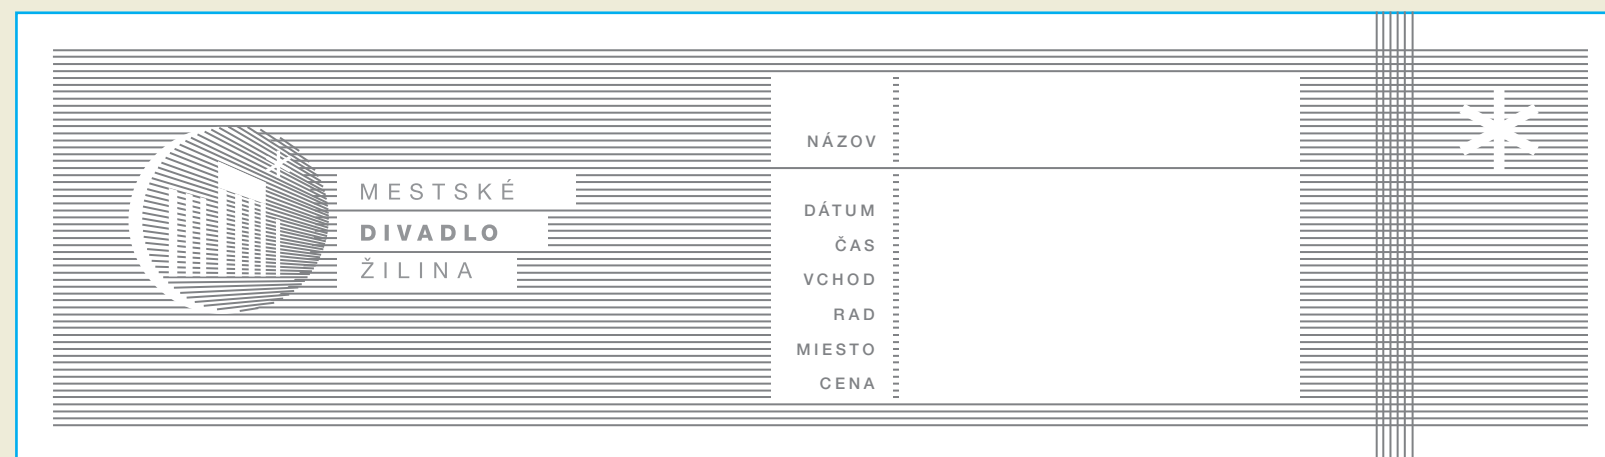 MESTSKÉ
DIVADLO
ŽILINA
NÁZOV
DÁTUM
ČAS
VCHOD
RAD
MIESTO
CENA